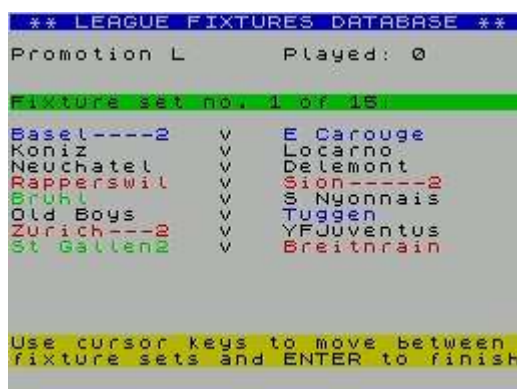 ** LEAGUE FIXTURES DATABASE **
Promotion L Played: 0
Fixture set no. 1 of 15:
Basel----2 v E Carouge
Koniz v Locarno
Neuchatel v Delemont
Rapperswil v Sion-----2
Bruhl v S Nyonnais
Old Boys v Tuggen
Zurich---2 v YFJuventus
St Gallen2 v Breitnrain
Use cursor keys to move between
fixture sets and ENTER to finish